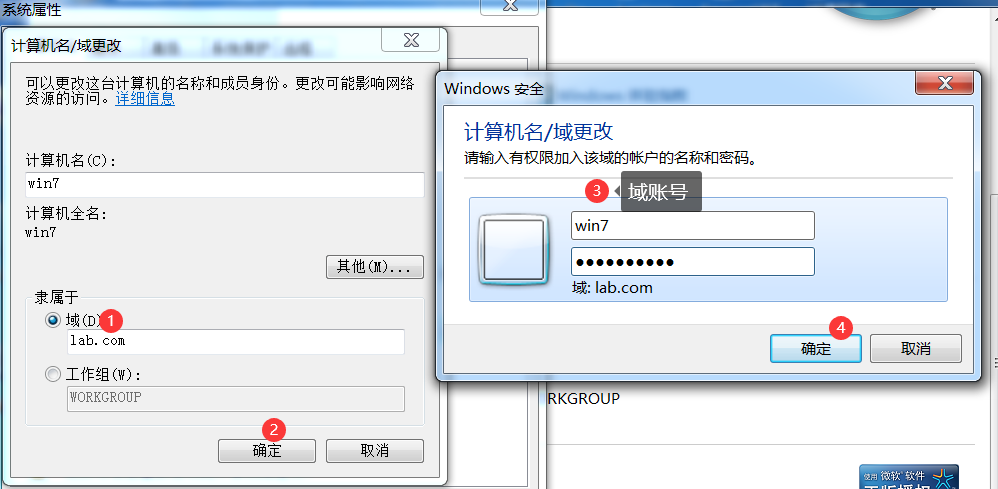 系统属性
计算机名/域更改
可以更改这台计算机的名称和成员身份。更改可能影响网络
资源的访问。详细信息
计算机名(C):
win7
计算机全名:
win7
其他(M)...
隶属于
域(D)
1
lab.com
工作组(W):
WORKGROUP
2
确定
取消
Windows 安全
计算机名/域更改
请输入有权限加入该域的帐户的名称和密码。
3
域账号
win7
●●●●●●●●●●
域: lab.com
4
确定
取消
RKGROUP
使用 微软 软件